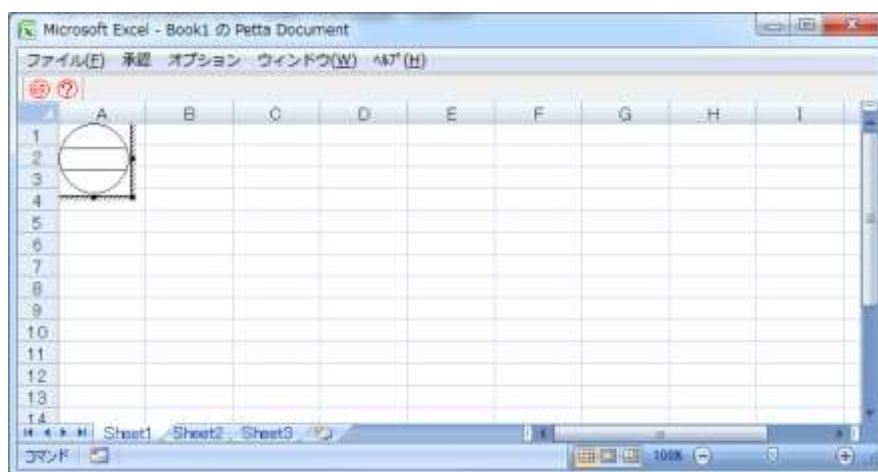 Microsoft Excel - Book1 の Petta Document
ファイル(F) 承認 オプション ウィンドウ(W) ﾍﾙﾌﾟ(H)
A B C D E F G H I
1
2
3
4
5
6
7
8
9
10
11
12
13
14
Sheet1 Sheet2 Sheet3
コマンド 100%